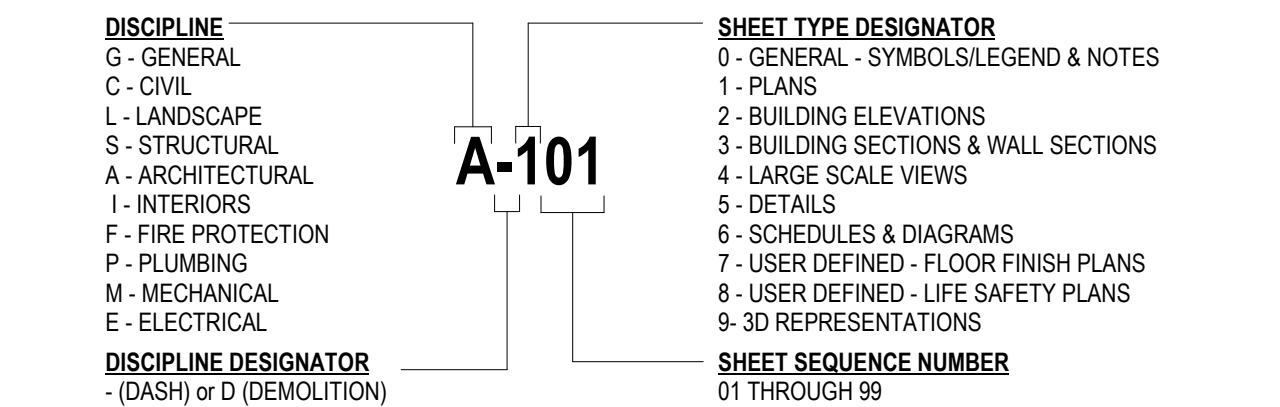 DISCIPLINE
G - GENERAL
C - CIVIL
L - LANDSCAPE
S - STRUCTURAL
A - ARCHITECTURAL
I - INTERIORS
F - FIRE PROTECTION
P - PLUMBING
M - MECHANICAL
E - ELECTRICAL
DISCIPLINE DESIGNATOR
- (DASH) or D (DEMOLITION)
A-101
SHEET TYPE DESIGNATOR
0 - GENERAL - SYMBOLS/LEGEND & NOTES
1 - PLANS
2 - BUILDING ELEVATIONS
3 - BUILDING SECTIONS & WALL SECTIONS
4 - LARGE SCALE VIEWS
5 - DETAILS
6 - SCHEDULES & DIAGRAMS
7 - USER DEFINED - FLOOR FINISH PLANS
8 - USER DEFINED - LIFE SAFETY PLANS
9- 3D REPRESENTATIONS
SHEET SEQUENCE NUMBER
01 THROUGH 99